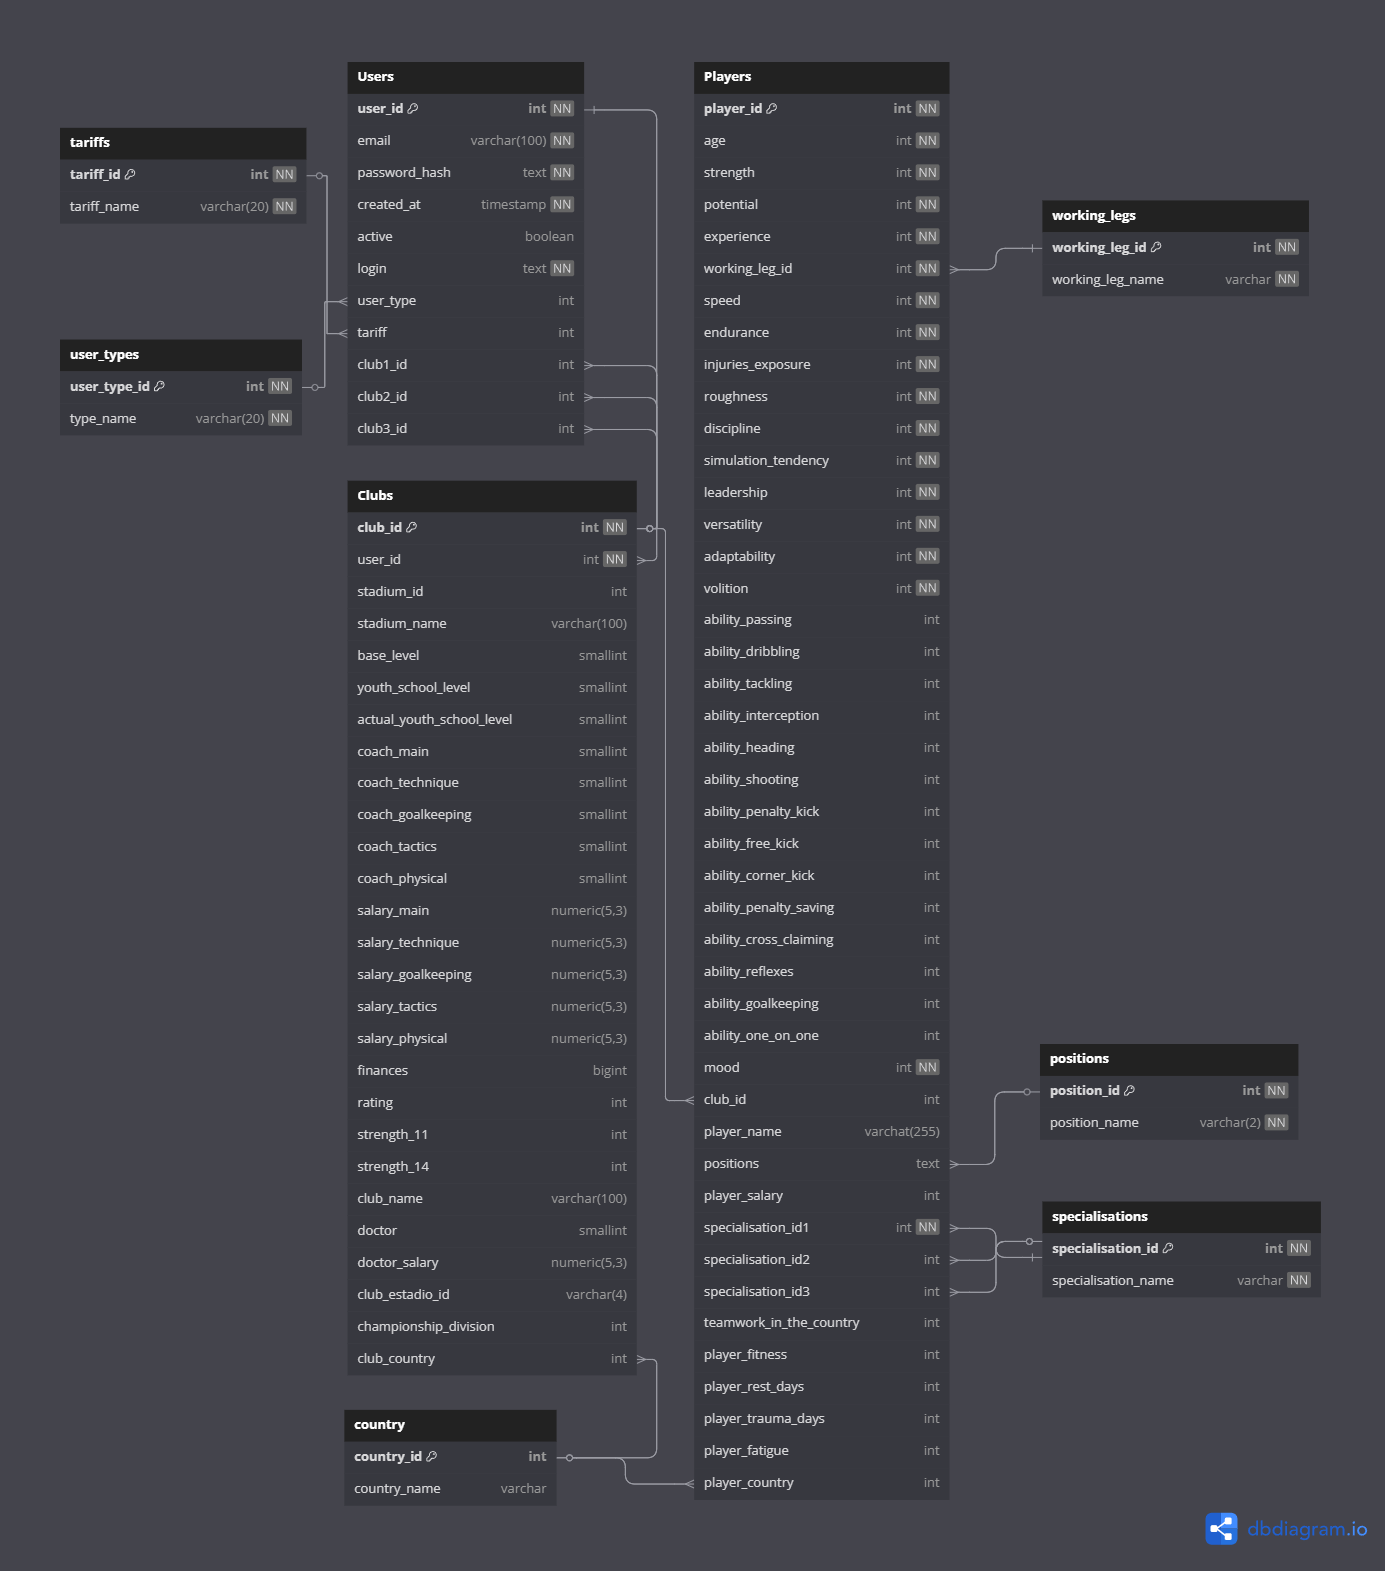 tariffs
tariff_id int NN
tariff_name varchar(20) NN
user_types
user_type_id int NN
type_name varchar(20) NN
Users
user_id int NN
email varchar(100) NN
password_hash text NN
created_at timestamp NN
active boolean
login text NN
user_type int
tariff int
club1_id int
club2_id int
club3_id int
Clubs
club_id int NN
user_id int NN
stadium_id int
stadium_name varchar(100)
base_level smallint
youth_school_level smallint
actual_youth_school_level smallint
coach_main smallint
coach_technique smallint
coach_goalkeeping smallint
coach_tactics smallint
coach_physical smallint
salary_main numeric(5,3)
salary_technique numeric(5,3)
salary_goalkeeping numeric(5,3)
salary_tactics numeric(5,3)
salary_physical numeric(5,3)
finances bigint
rating int
strength_11 int
strength_14 int
club_name varchar(100)
doctor smallint
doctor_salary numeric(5,3)
club_estadio_id varchar(4)
championship_division int
club_country int
country
country_id int
country_name varchar
Players
player_id int NN
age int NN
strength int NN
potential int NN
experience int NN
working_leg_id int NN
speed int NN
endurance int NN
injuries_exposure int NN
roughness int NN
discipline int NN
simulation_tendency int NN
leadership int NN
versatility int NN
adaptability int NN
volition int NN
ability_passing int
ability_dribbling int
ability_tackling int
ability_interception int
ability_heading int
ability_shooting int
ability_penalty_kick int
ability_free_kick int
ability_corner_kick int
ability_penalty_saving int
ability_cross_claiming int
ability_reflexes int
ability_goalkeeping int
ability_one_on_one int
mood int NN
club_id int
player_name varchat(255)
positions text
player_salary int
specialisation_id1 int NN
specialisation_id2 int
specialisation_id3 int
teamwork_in_the_country int
player_fitness int
player_rest_days int
player_trauma_days int
player_fatigue int
player_country int
working_legs
working_leg_id int NN
working_leg_name varchar NN
positions
position_id int NN
position_name varchar(2) NN
specialisations
specialisation_id int NN
specialisation_name varchar NN
dbdiagram.io